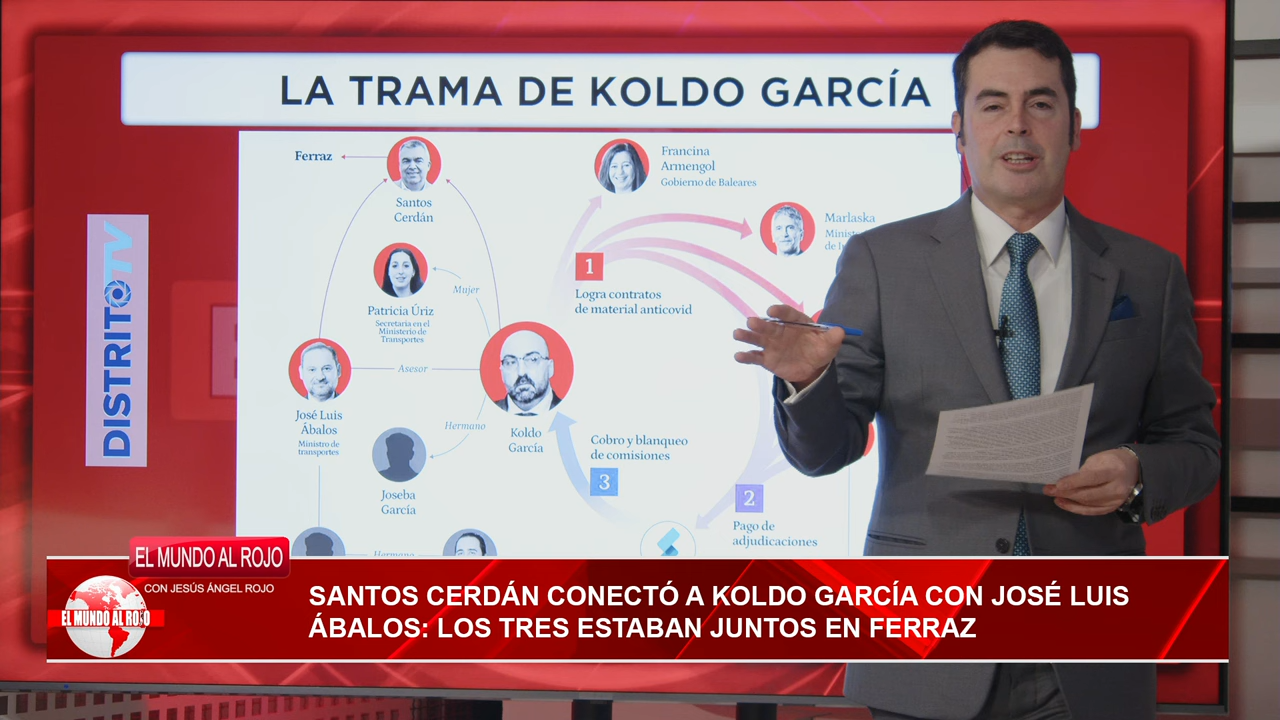 LA TRAMA DE KOLDO GARCÍA
DISTRITOTV
Ferraz
Santos
Cerdán
Francina
Armengol
Gobierno de Baleares
Marlaska
de
1
Logra contratos
de material anticovid
Patricia Úriz
Secretaria en el
Ministerio de
Transportes
Mujer
Asesor
José Luis
Ábalos
Ministro de
transportes
Hermano
Koldo
García
Joseba
García
Cobro y blanqueo
de comisiones
3
2
Pago de
adjudicaciones
Hermano
EL MUNDO AL ROJO
CON JESÚS ÁNGEL ROJO
EL MUNDO AL ROJO
SANTOS CERDÁN CONECTÓ A KOLDO GARCÍA CON JOSÉ LUIS
ÁBALOS: LOS TRES ESTABAN JUNTOS EN FERRAZ